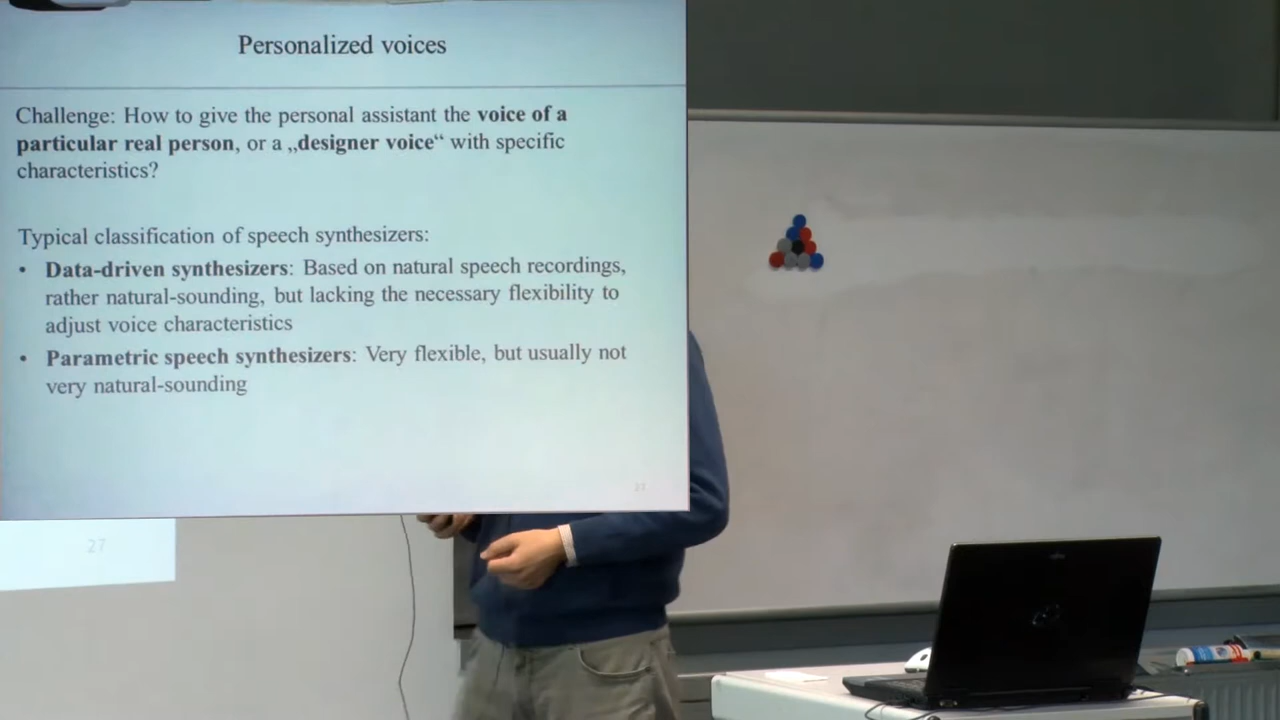 Personalized voices
Challenge: How to give the personal assistant the voice of a
particular real person, or a „designer voice“ with specific
characteristics?
Typical classification of speech synthesizers:
• Data-driven synthesizers: Based on natural speech recordings,
rather natural-sounding, but lacking the necessary flexibility to
adjust voice characteristics
• Parametric speech synthesizers: Very flexible, but usually not
very natural-sounding
27
27